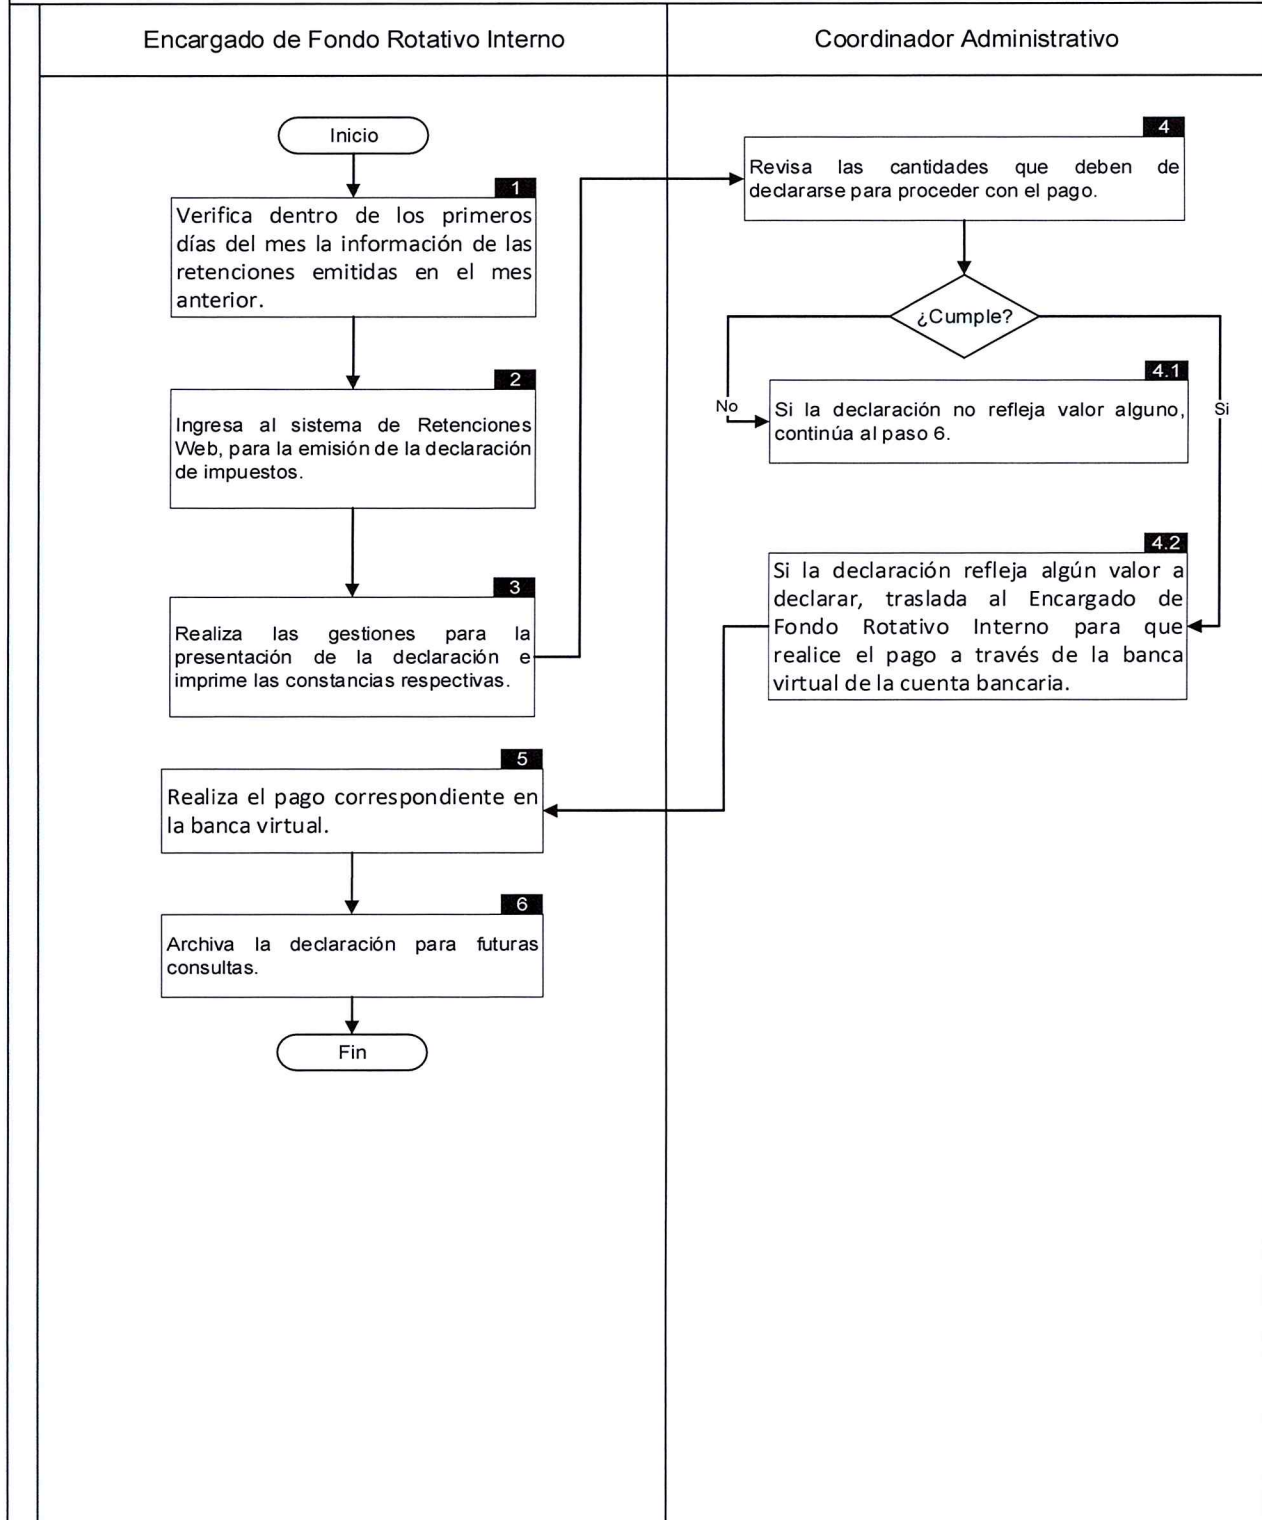 Encargado de Fondo Rotativo Interno
Coordinador Administrativo
Inicio
1
Verifica dentro de los primeros
días del mes la información de las
retenciones emitidas en el mes
anterior.
2
Ingresa al sistema de Retenciones
Web, para la emisión de la declaración
de impuestos.
3
Realiza las gestiones para la
presentación de la declaración e
imprime las constancias respectivas.
4
Revisa las cantidades que deben de
declararse para proceder con el pago.
¿Cumple?
No
Si
4.1
Si la declaración no refleja valor alguno,
continúa al paso 6.
4.2
Si la declaración refleja algún valor a
declarar, traslada al Encargado de
Fondo Rotativo Interno para que
realice el pago a través de la banca
virtual de la cuenta bancaria.
5
Realiza el pago correspondiente en
la banca virtual.
6
Archiva la declaración para futuras
consultas.
Fin